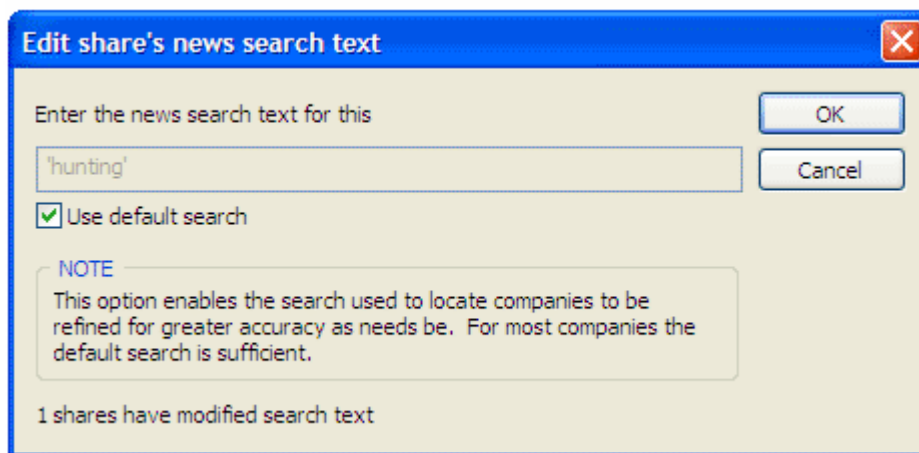 Edit share's news search text
Enter the news search text for this
OK
'hunting'
Cancel
Use default search
NOTE
This option enables the search used to locate companies to be
refined for greater accuracy as needs be. For most companies the
default search is sufficient.
1 shares have modified search text